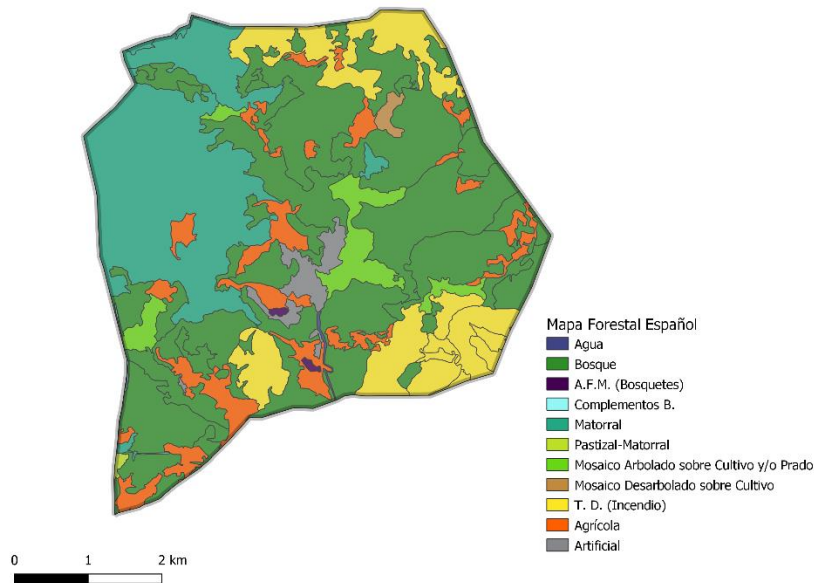 Mapa Forestal Español
Agua
Bosque
A.F.M. (Bosquetes)
Complementos B.
Matorral
Pastizal-Matorral
Mosaico Arbolado sobre Cultivo y/o Prado
Mosaico Desarbolado sobre Cultivo
T. D. (Incendio)
Agrícola
Artificial
0 1 2 km